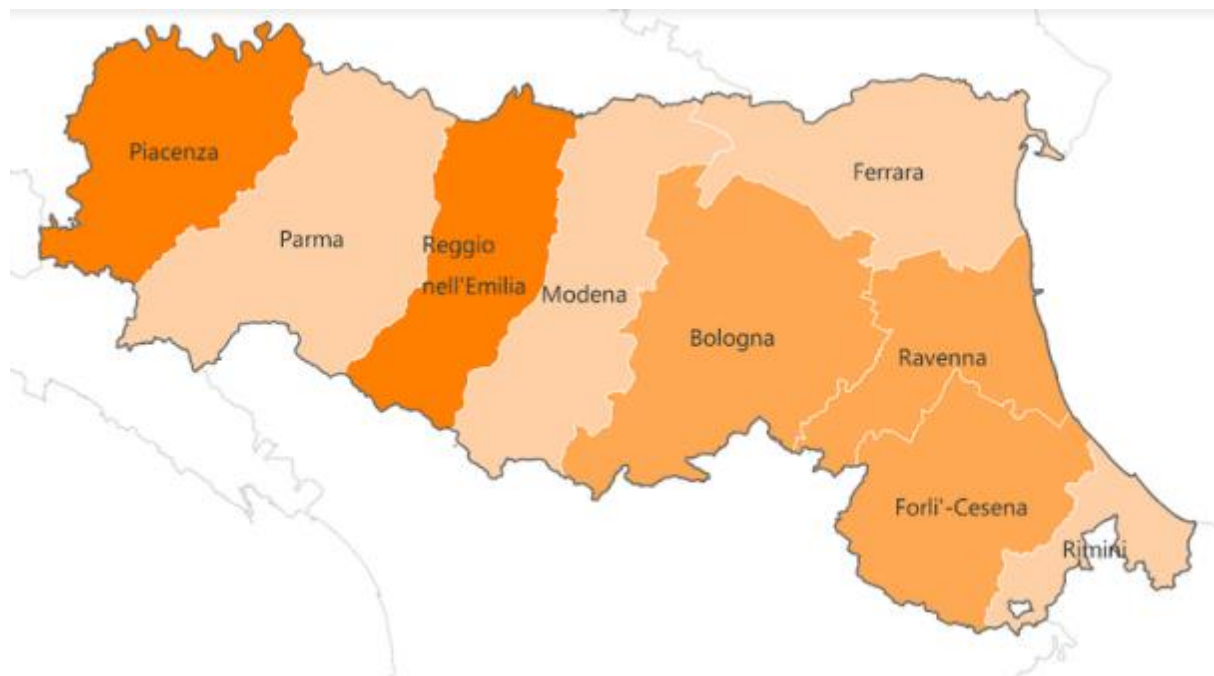 Piacenza
Ferrara
Parma
Reggio
nell'Emilia
Modena
Bologna
Ravenna
Forli'-Cesena
Rimini